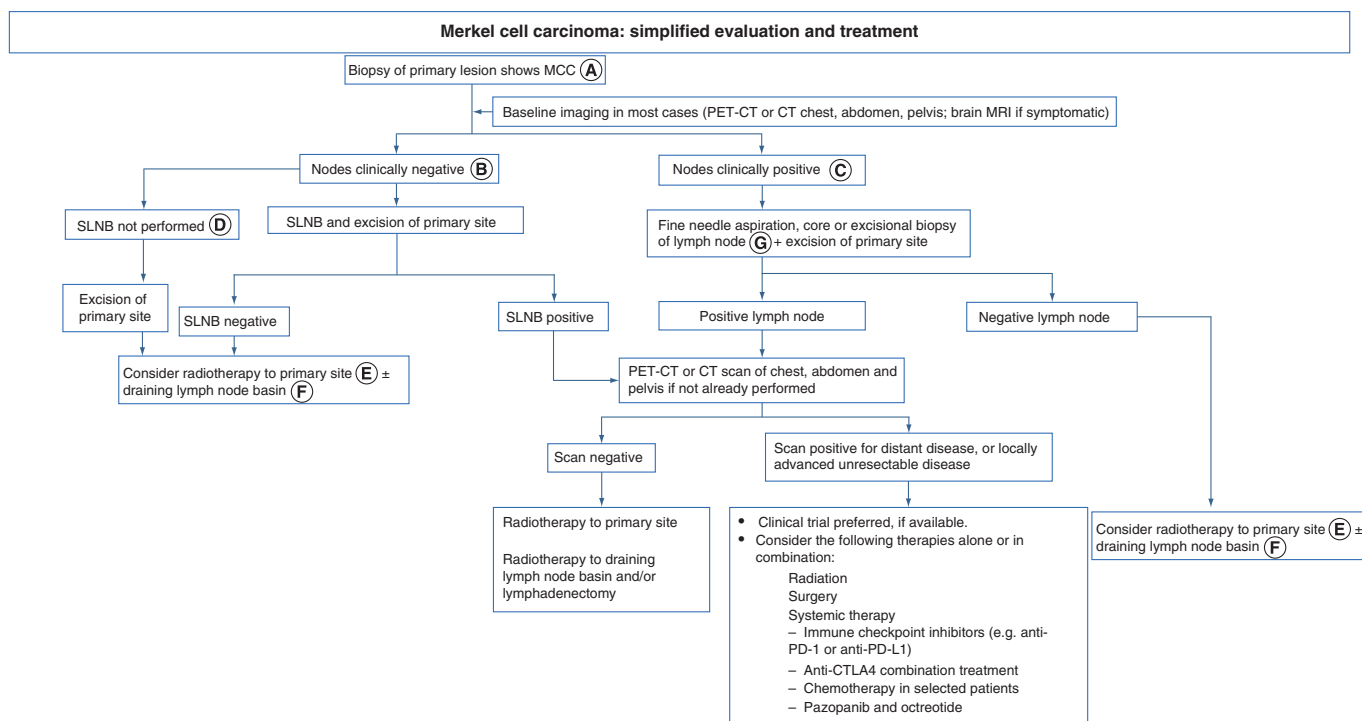 Merkel cell carcinoma: simplified evaluation and treatment
Biopsy of primary lesion shows MCC A
Baseline imaging in most cases (PET-CT or CT chest, abdomen, pelvis; brain MRI if symptomatic)
Nodes clinically negative B
Nodes clinically positive C
SLNB not performed D
SLNB and excision of primary site
Fine needle aspiration, core or excisional biopsy
of lymph node G + excision of primary site
Excision of
primary site
SLNB negative
SLNB positive
Positive lymph node
Negative lymph node
Consider radiotherapy to primary site E ±
draining lymph node basin F
PET-CT or CT scan of chest, abdomen and
pelvis if not already performed
Scan negative
Scan positive for distant disease, or locally
advanced unresectable disease
Radiotherapy to primary site
Radiotherapy to draining
lymph node basin and/or
lymphadenectomy
• Clinical trial preferred, if available.
• Consider the following therapies alone or in
combination:
Radiation
Surgery
Systemic therapy
– Immune checkpoint inhibitors (e.g. anti-
PD-1 or anti-PD-L1)
– Anti-CTLA4 combination treatment
– Chemotherapy in selected patients
– Pazopanib and octreotide
Consider radiotherapy to primary site E ±
draining lymph node basin F